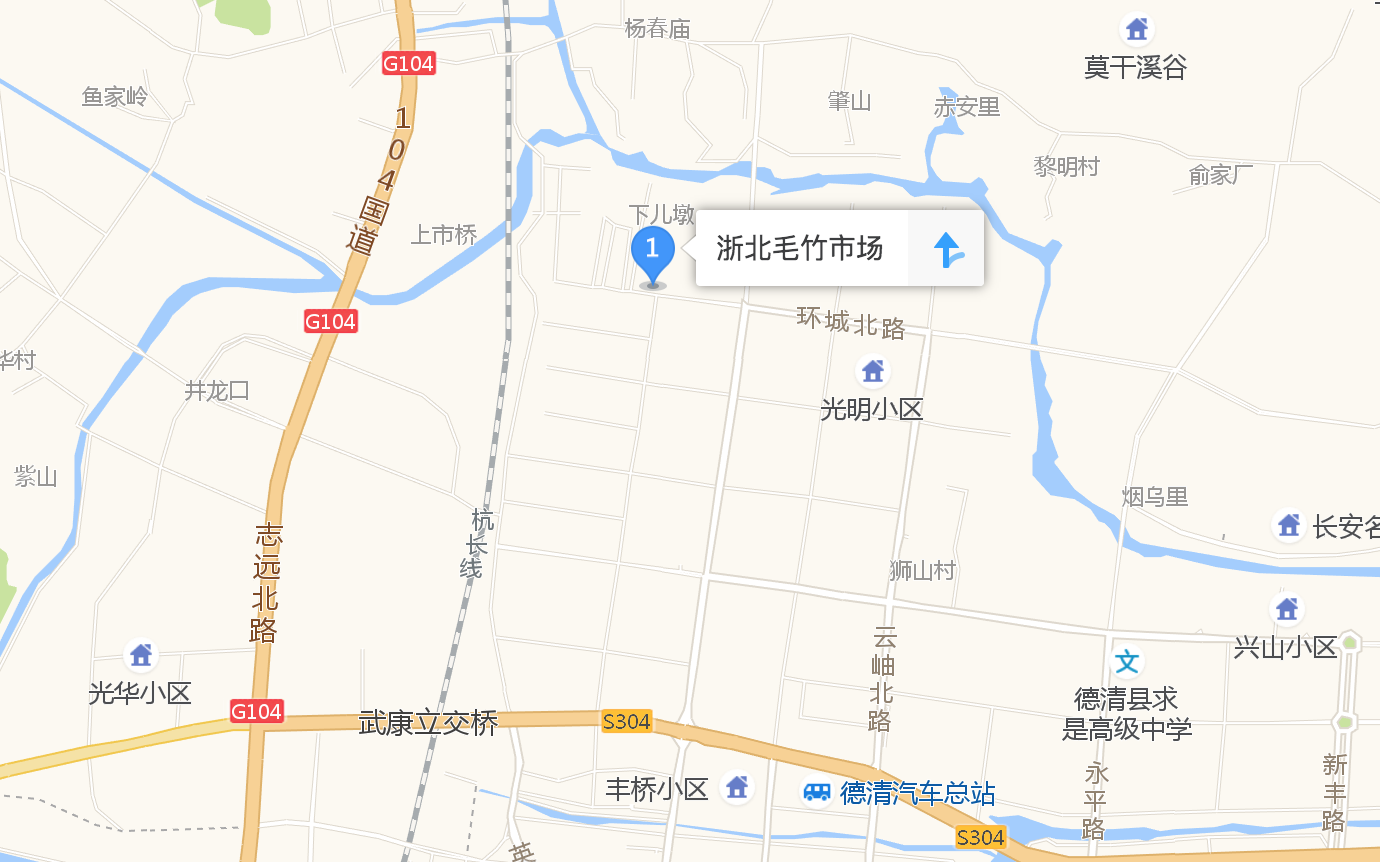 杨春庙
莫干溪谷
G104
鱼家岭
肇山
赤安里
104国道
黎明村
俞家厂
下儿墩
上市桥
1
浙北毛竹市场
G104
环城北路
华村
井龙口
光明小区
紫山
烟乌里
杭长线
长安名
志远北路
狮山村
云岫北路
兴山小区
光华小区
文
德清县求
是高级中学
G104
武康立交桥
S304
丰桥小区
德清汽车总站
永平路
新丰路
S304
英